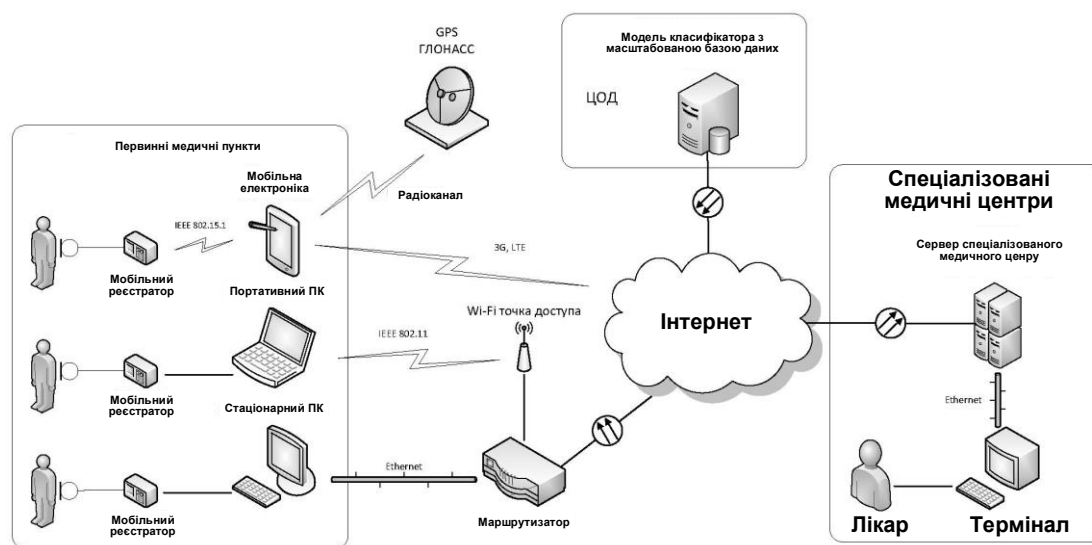 GPS
ГЛОНАСС
Модель класифікатора з
масштабованою базою даних
ЦОД
Первинні медичні пункти
Мобільна
електроніка
Радіоканал
IEEE 802.15.1
Мобільний
реєстратор
Портативний ПК
3G, LTE
Спеціалізовані
медичні центри
Сервер спеціалізованого
медичного ценру
Wi-Fi точка доступа
IEEE 802.11
Інтернет
Мобільний
реєстратор
Стаціонарний ПК
Ethernet
Ethernet
Мобільний
реєстратор
Маршрутизатор
Лікар
Термінал